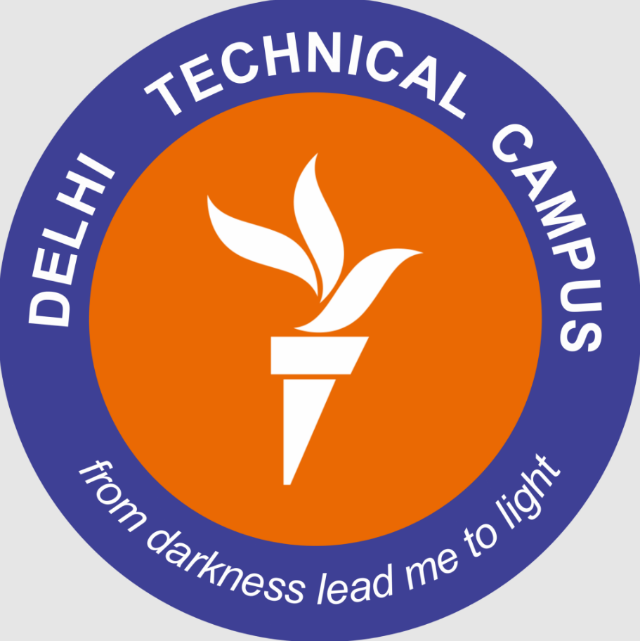 DELHI TECHNICAL CAMPUS
from darkness lead me to light